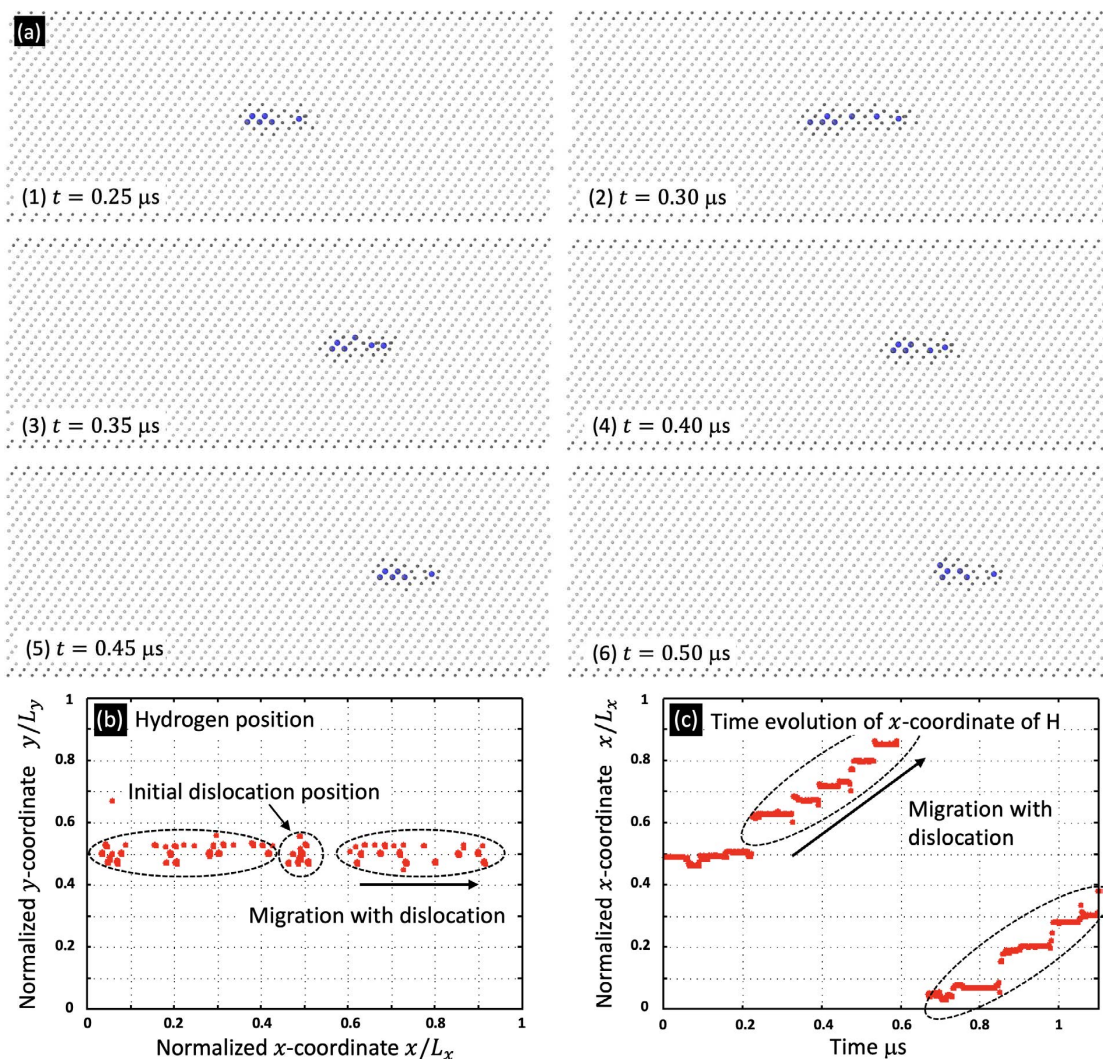 (a)
(1) t = 0.25 μs
(2) t = 0.30 μs
(3) t = 0.35 μs
(4) t = 0.40 μs
(5) t = 0.45 μs
(6) t = 0.50 μs
(b) Hydrogen position
Initial dislocation position
Migration with dislocation
Normalized y-coordinate y/L_y
1
0.8
0.6
0.4
0.2
0
0 0.2 0.4 0.6 0.8 1
Normalized x-coordinate x/L_x
(c) Time evolution of x-coordinate of H
Migration with
dislocation
Normalized x-coordinate x/L_x
1
0.8
0.6
0.4
0.2
0
0 0.2 0.4 0.6 0.8 1
Time μs